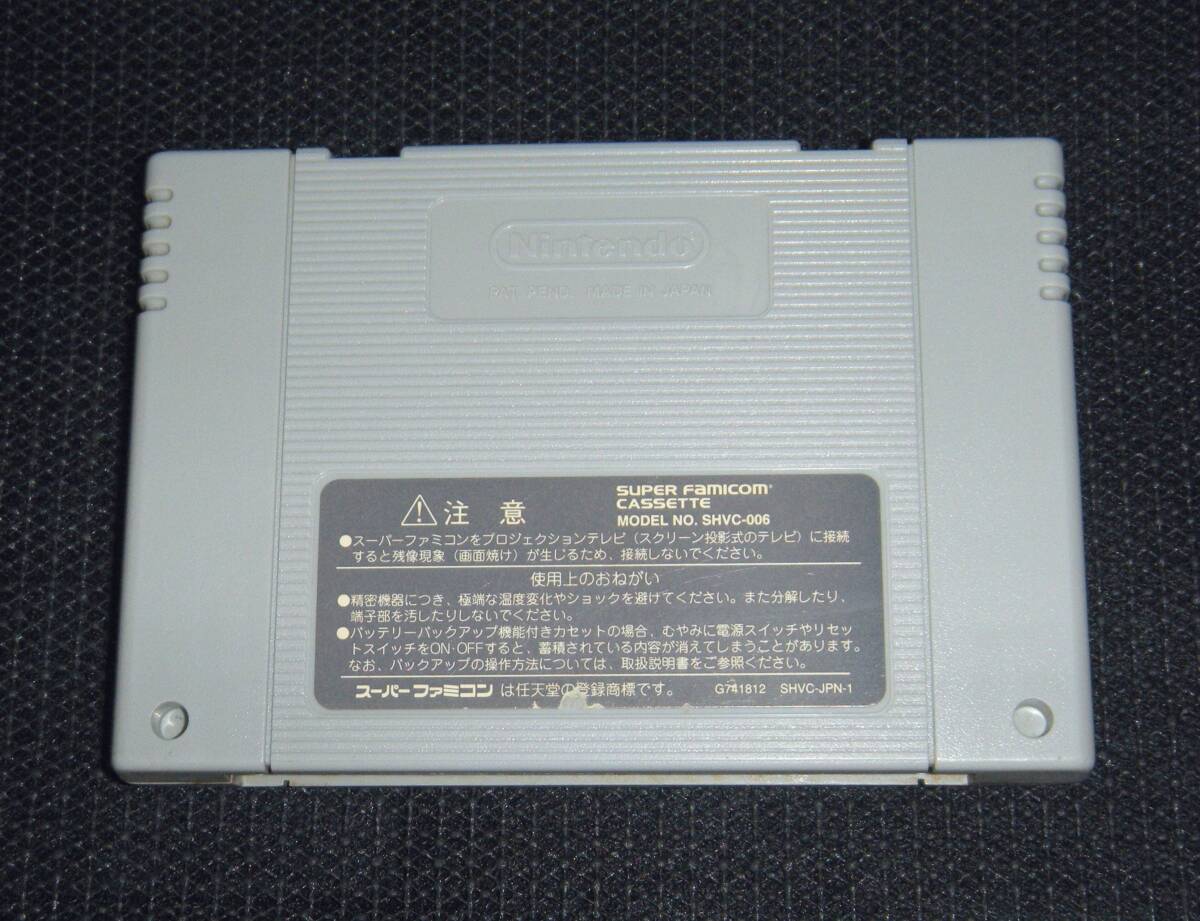 Nintendo
PAT. PEND. MADE IN JAPAN
⚠注意
SUPER FAMICOM
CASSETTE
MODEL NO. SHVC-006
●スーパーファミコンをプロジェクションテレビ（スクリーン投影式のテレビ）に接続
すると残像現象（画面焼け）が生じるため、接続しないでください。
使用上のおねがい
●精密機器につき、極端な温度変化やショックを避けてください。また分解したり、
端子部を汚したりしないでください。
●バッテリーバックアップ機能付きカセットの場合、むやみに電源スイッチやリセッ
トスイッチをON·OFFすると、蓄積されている内容が消えてしまうことがあります。
なお、バックアップの操作方法については、取扱説明書をご参照ください。
スーパーファミコン は任天堂の登録商標です。 G741812 SHVC-JPN-1